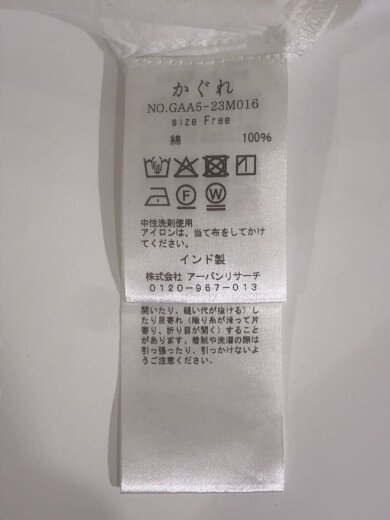 かぐれ
NO.GAA5-23M016
size Free
綿 100%
中性洗剤使用
アイロンは、当て布をしてかけ
てください。
インド製
株式会社 アーバンリサーチ
0120-967-013
開いたり、縫い代が抜ける）し
たり目寄れ（織り糸が滑って片
寄り、折り目が開く）すること
があります。着脱や洗濯の際は
引っ張ったり、引っかけないよ
うご注意ください。